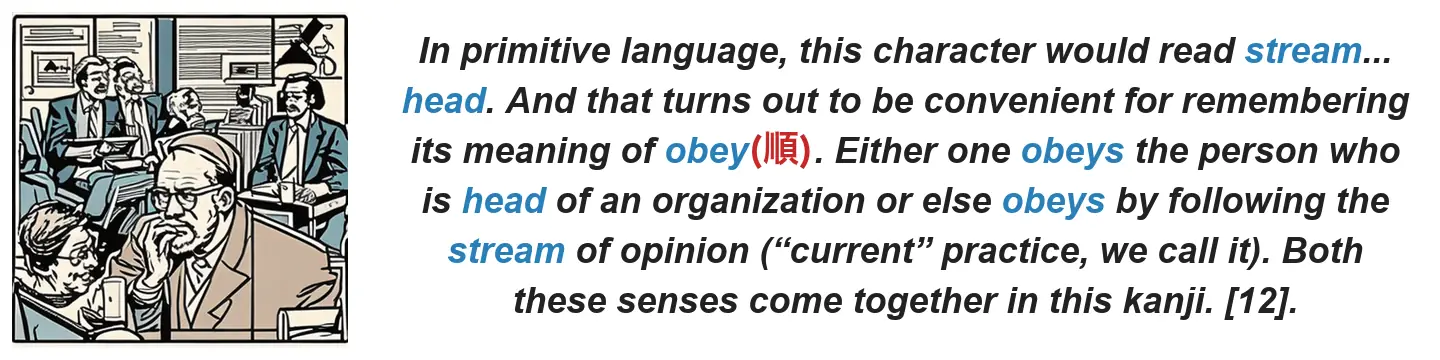 In primitive language, this character would read stream...
head. And that turns out to be convenient for remembering
its meaning of obey(順). Either one obeys the person who
is head of an organization or else obeys by following the
stream of opinion (“current” practice, we call it). Both
these senses come together in this kanji. [12].